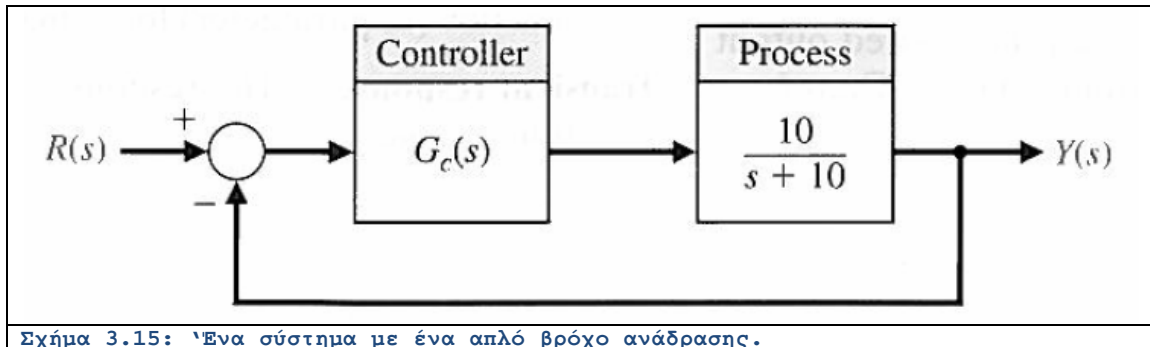 Controller
Process
R(s)
+
−
G_c(s)
10
s + 10
Y(s)
Σχήμα 3.15: 'Ένα σύστημα με ένα απλό βρόχο ανάδρασης.